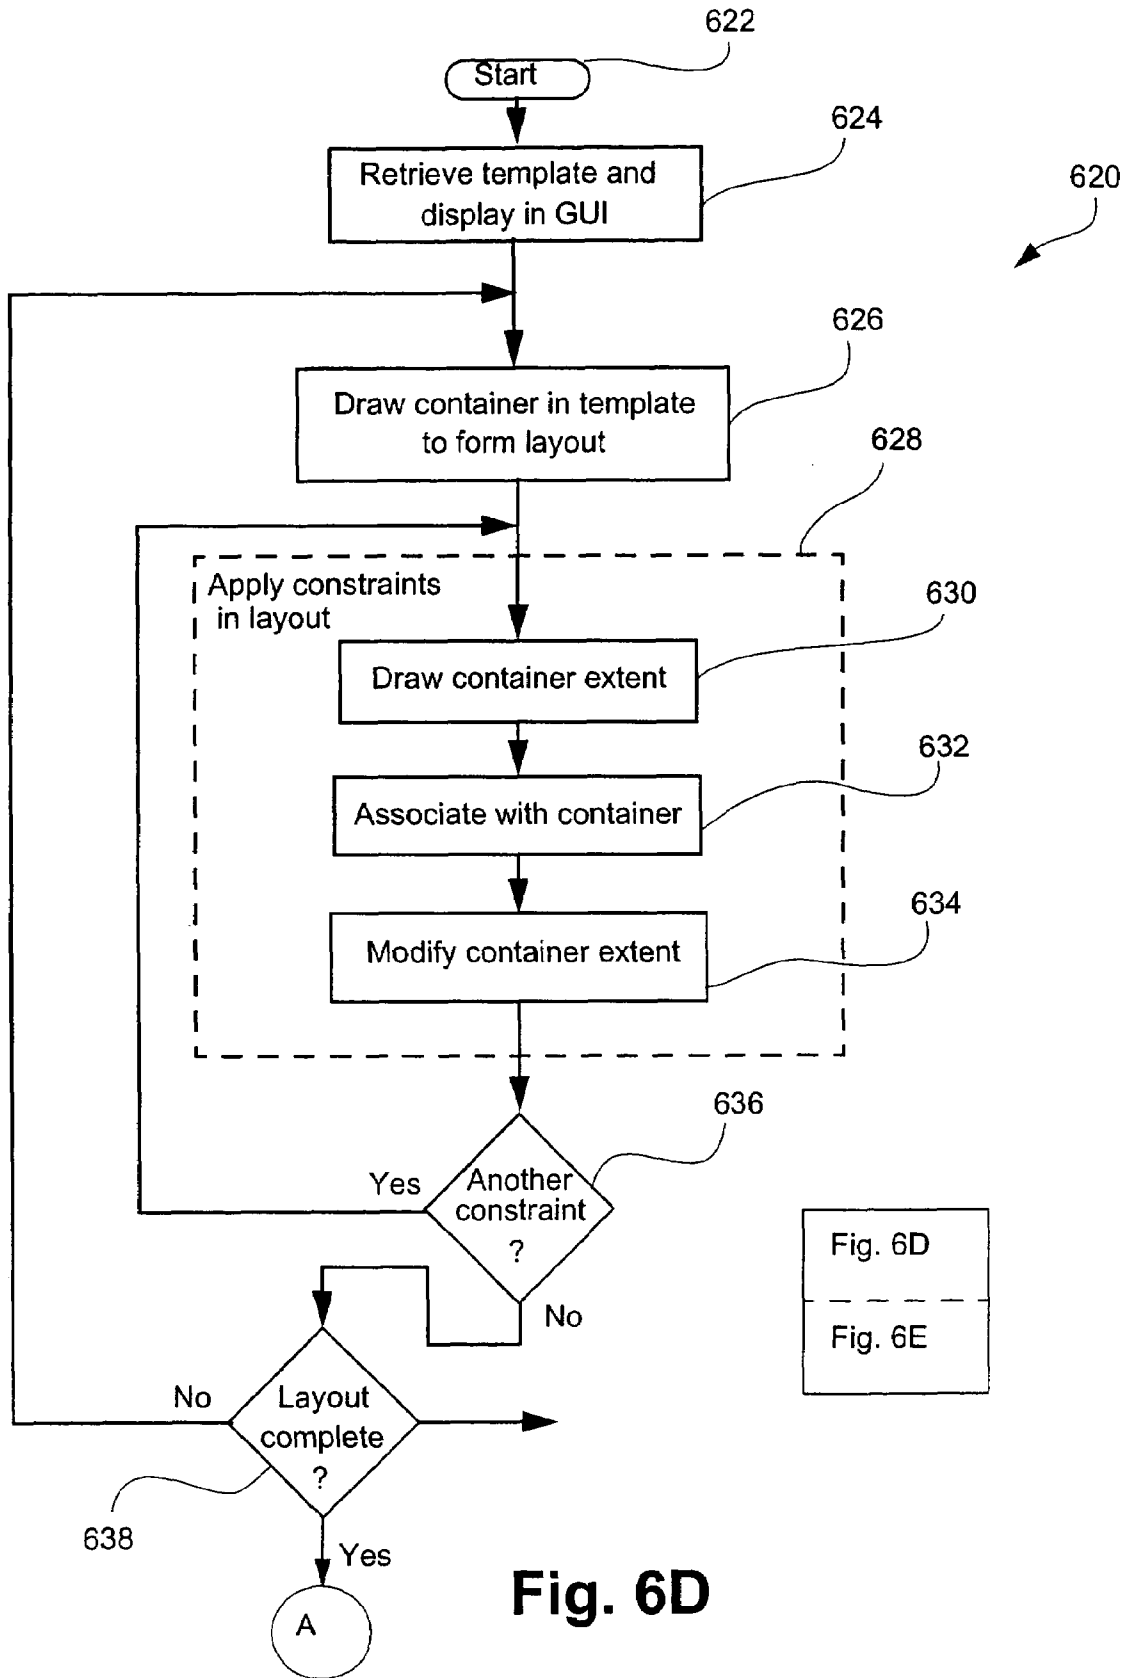 622
Start
624
Retrieve template and
display in GUI
620
626
Draw container in template
to form layout
628
Apply constraints
in layout
630
Draw container extent
632
Associate with container
634
Modify container extent
636
Yes
Another
constraint
?
No
Fig. 6D
Fig. 6E
No
Layout
complete
?
638
Yes
A
Fig. 6D